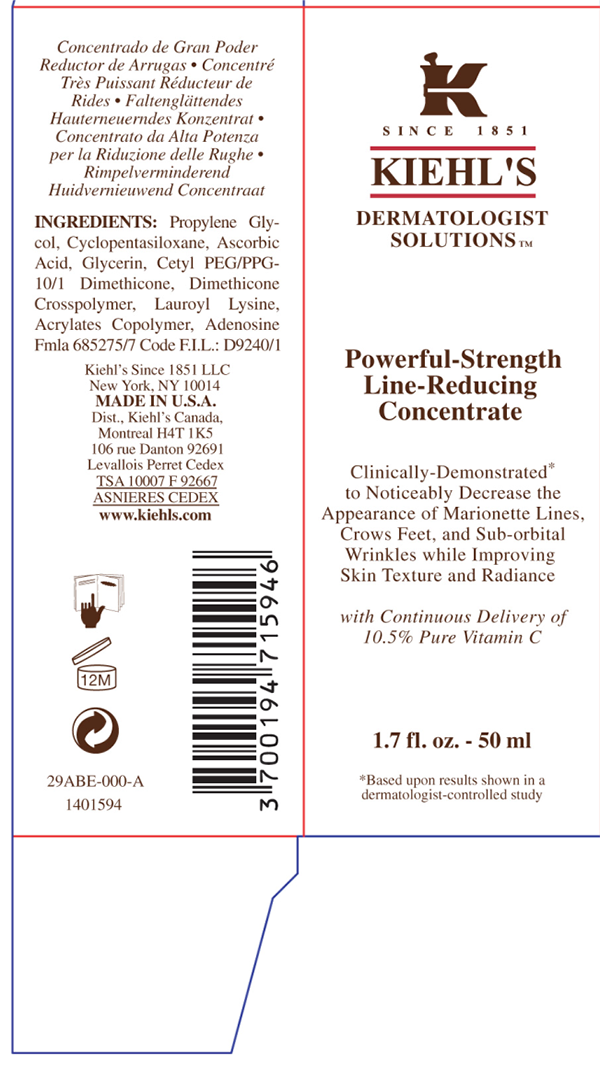 Concentrado de Gran Poder
Reductor de Arrugas • Concentré
Très Puissant Réducteur de
Rides • Faltenglättendes
Hauterneuerndes Konzentrat •
Concentrato da Alta Potenza
per la Riduzione delle Rughe •
Rimpelverminderend
Huidvernieuwend Concentraat
INGREDIENTS: Propylene Gly-
col, Cyclopentasiloxane, Ascorbic
Acid, Glycerin, Cetyl PEG/PPG-
10/1 Dimethicone, Dimethicone
Crosspolymer, Lauroyl Lysine,
Acrylates Copolymer, Adenosine
Fmla 685275/7 Code F.I.L.: D9240/1
Kiehl's Since 1851 LLC
New York, NY 10014
MADE IN U.S.A.
Dist., Kiehl's Canada,
Montreal H4T 1K5
106 rue Danton 92691
Levallois Perret Cedex
TSA 10007 F 92667
ASNIERES CEDEX
www.kiehls.com
12M
29ABE-000-A
1401594
3 700194 715946
K
SINCE 1851
KIEHL'S
DERMATOLOGIST
SOLUTIONS TM
Powerful-Strength
Line-Reducing
Concentrate
Clinically-Demonstrated*
to Noticeably Decrease the
Appearance of Marionette Lines,
Crows Feet, and Sub-orbital
Wrinkles while Improving
Skin Texture and Radiance
with Continuous Delivery of
10.5% Pure Vitamin C
1.7 fl. oz. - 50 ml
*Based upon results shown in a
dermatologist-controlled study